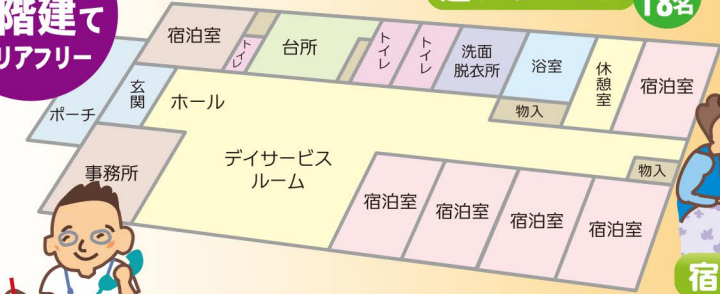 階建て
リアフリー
18名
宿泊室
トイレ
台所
トイレ
トイレ
洗面
脱衣所
浴室
休憩室
宿泊室
物入
玄関
ホール
ポーチ
事務所
デイサービス
ルーム
物入
宿泊室
宿泊室
宿泊室
宿泊室
宿